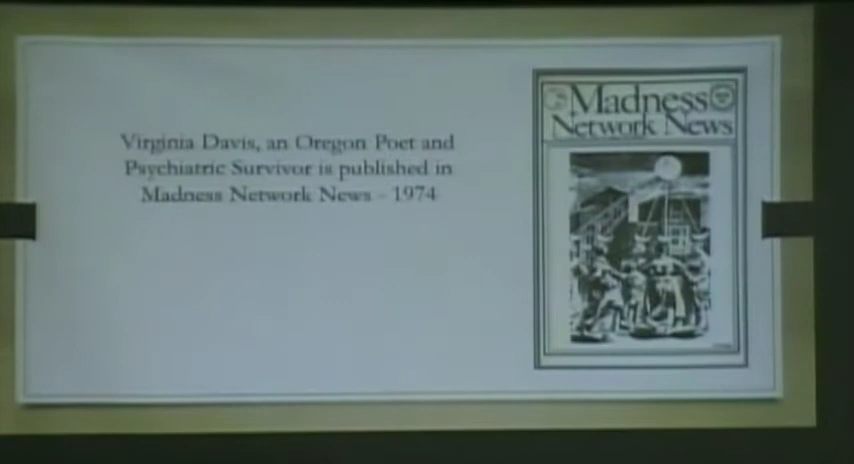 Virginia Davis, an Oregon Poet and
Psychiatric Survivor is published in
Madness Network News - 1974
Madness
Network News